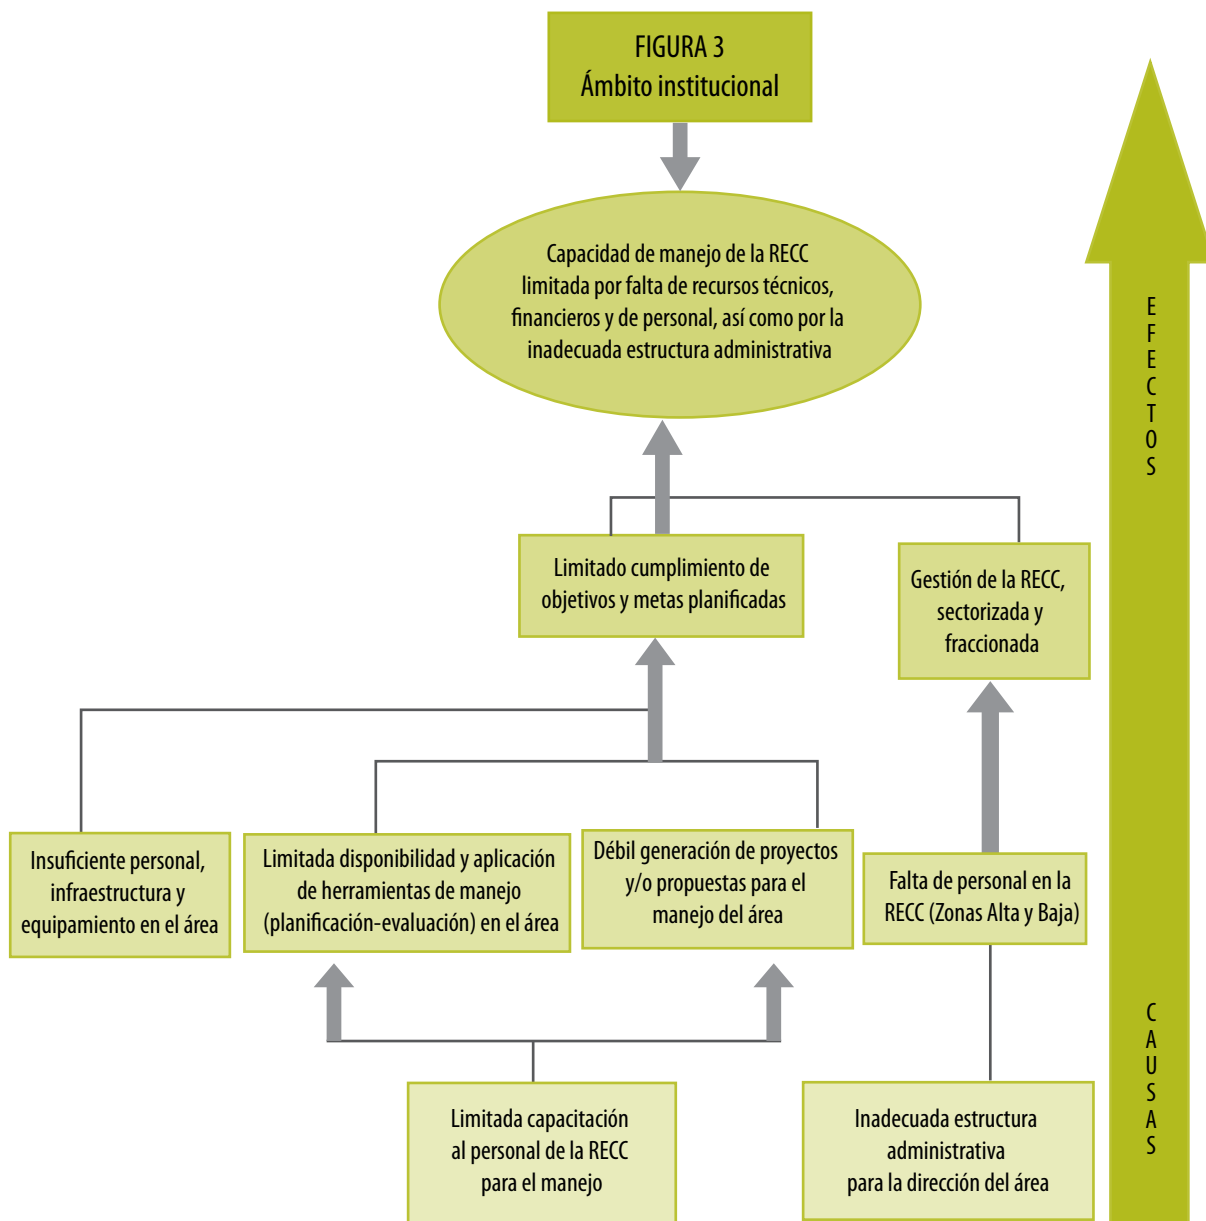 FIGURA 3
Ámbito institucional
Capacidad de manejo de la RECC
limitada por falta de recursos técnicos,
financieros y de personal, así como por la
inadecuada estructura administrativa
EFECTOS
Limitado cumplimiento de
objetivos y metas planificadas
Gestión de la RECC,
sectorizada y
fraccionada
Insuficiente personal,
infraestructura y
equipamiento en el área
Limitada disponibilidad y aplicación
de herramientas de manejo
(planificación-evaluación) en el área
Débil generación de proyectos
y/o propuestas para el
manejo del área
Falta de personal en la
RECC (Zonas Alta y Baja)
CAUSAS
Limitada capacitación
al personal de la RECC
para el manejo
Inadecuada estructura
administrativa
para la dirección del área